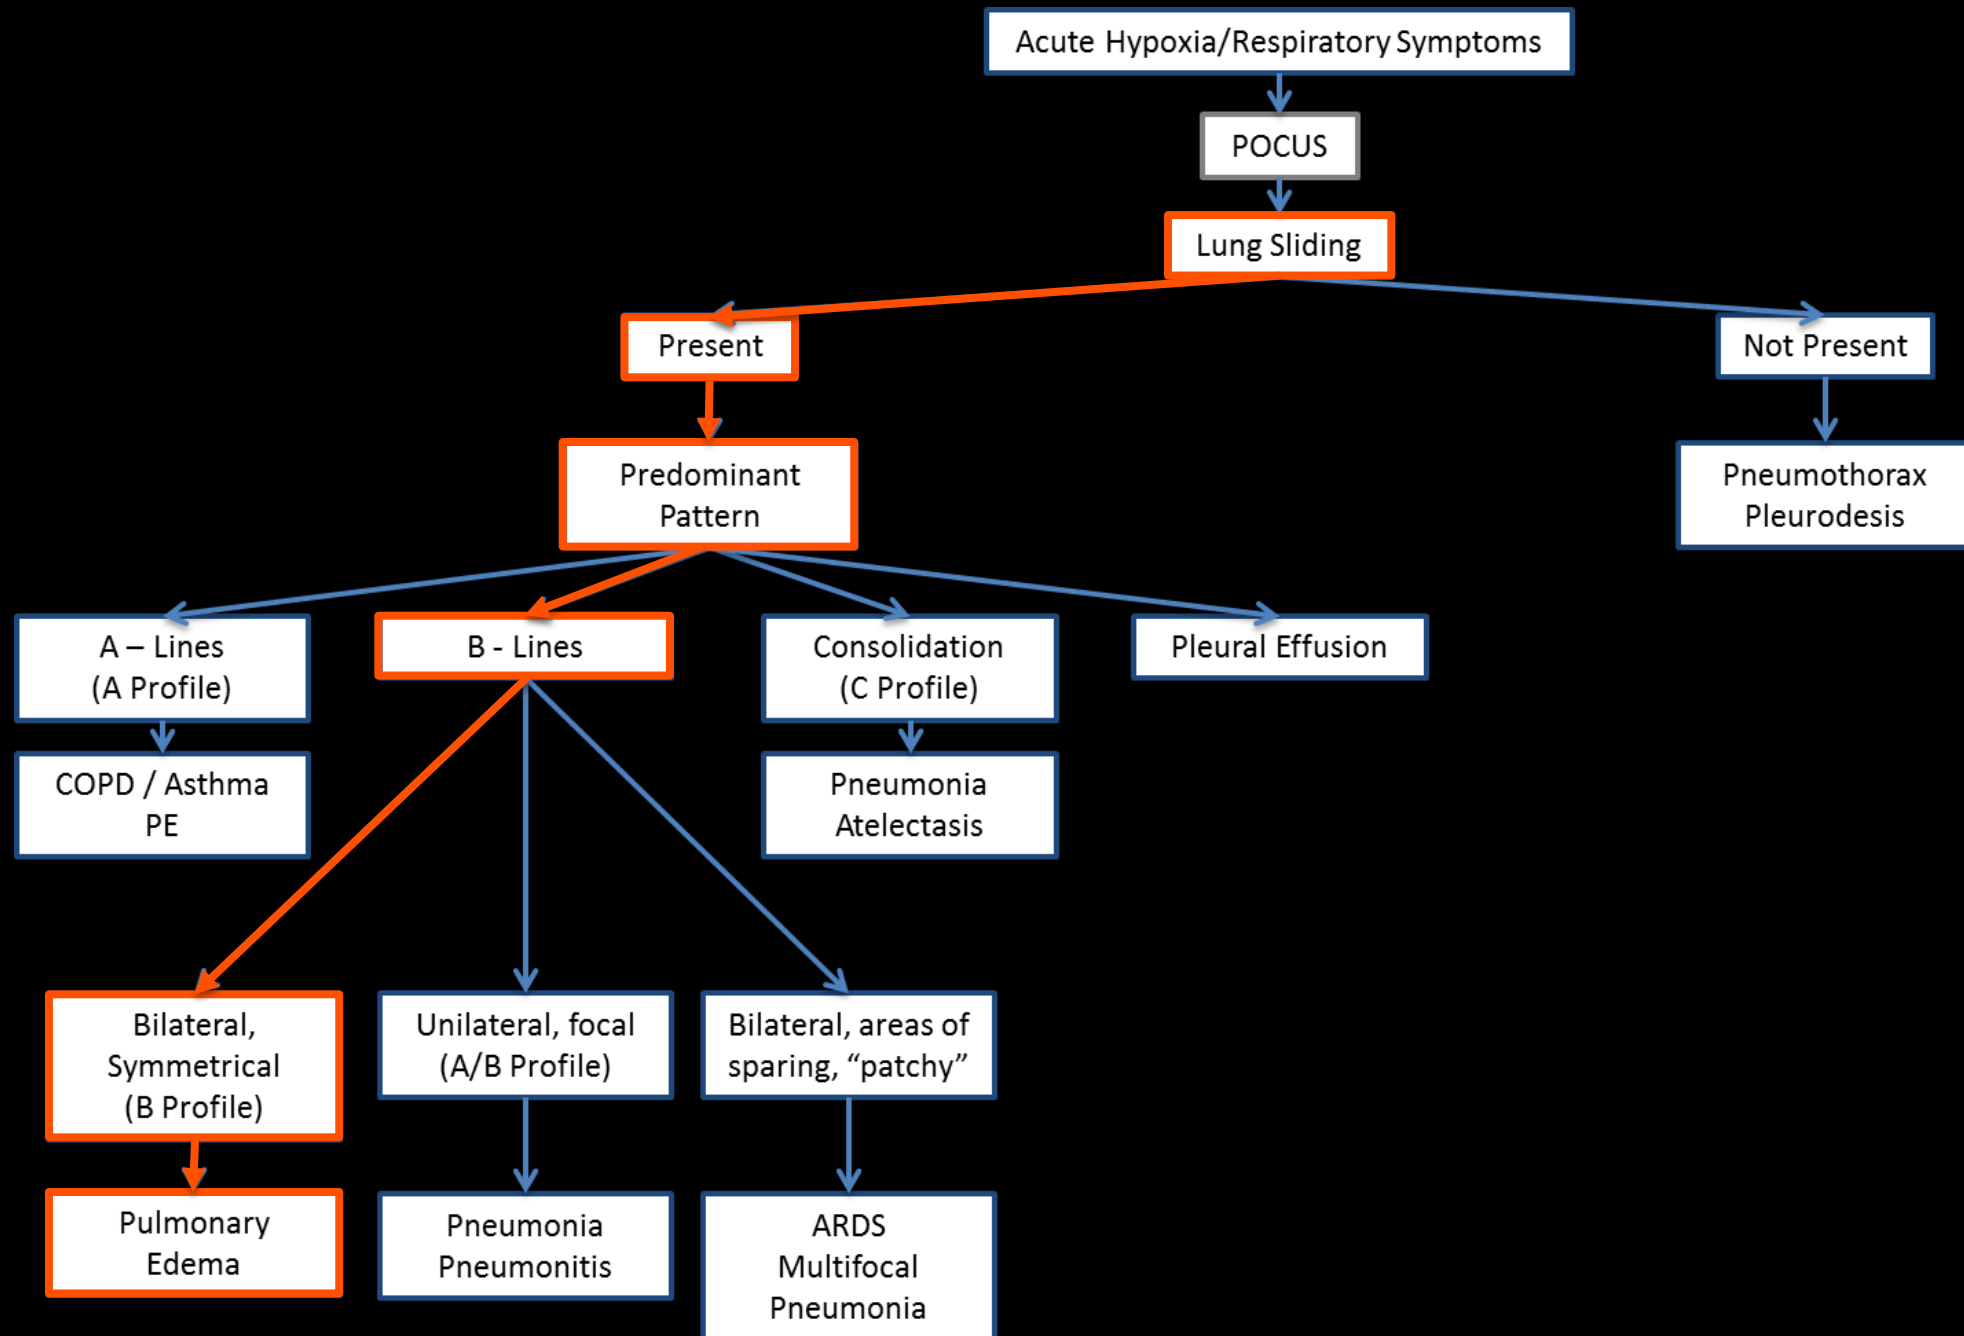 Acute Hypoxia/Respiratory Symptoms
POCUS
Lung Sliding
Present
Not Present
Predominant
Pattern
Pneumothorax
Pleurodesis
A – Lines
(A Profile)
B - Lines
Consolidation
(C Profile)
Pleural Effusion
COPD / Asthma
PE
Pneumonia
Atelectasis
Bilateral,
Symmetrical
(B Profile)
Unilateral, focal
(A/B Profile)
Bilateral, areas of
sparing, “patchy”
Pulmonary
Edema
Pneumonia
Pneumonitis
ARDS
Multifocal
Pneumonia